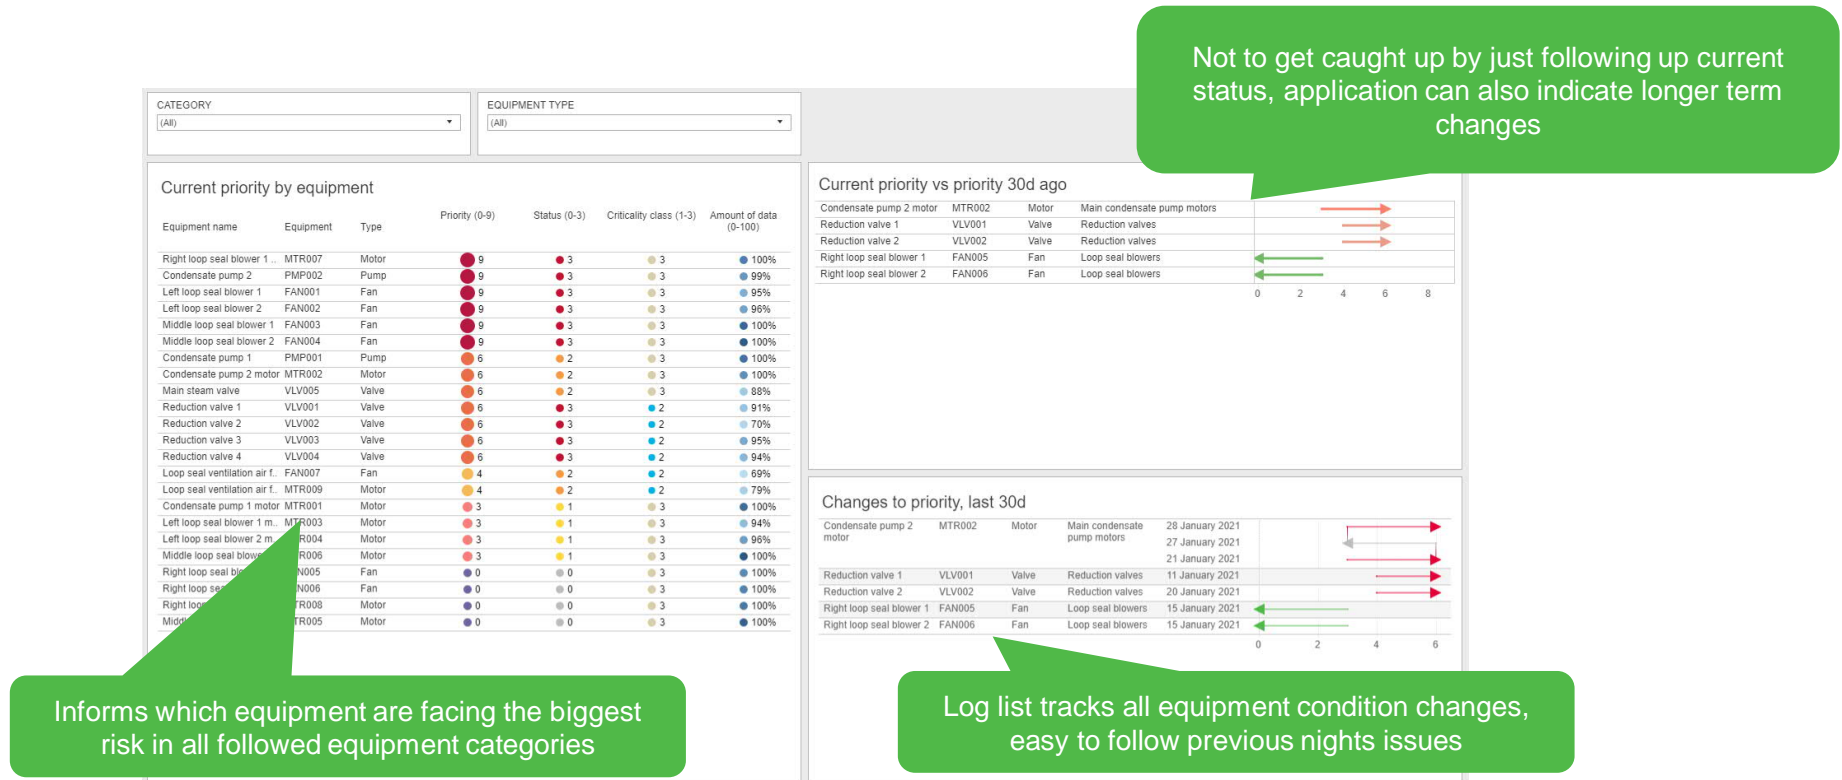 Not to get caught up by just following up current
status, application can also indicate longer term
changes
CATEGORY
(All)
EQUIPMENT TYPE
(All)
Current priority by equipment
Equipment name Equipment Type Priority (0-9) Status (0-3) Criticality class (1-3) Amount of data
(0-100)
Right loop seal blower 1 .. MTR007 Motor 9 3 3 100%
Condensate pump 2 PMP002 Pump 9 3 3 99%
Left loop seal blower 1 FAN001 Fan 9 3 3 95%
Left loop seal blower 2 FAN002 Fan 9 3 3 96%
Middle loop seal blower 1 FAN003 Fan 9 3 3 100%
Middle loop seal blower 2 FAN004 Fan 9 3 3 100%
Condensate pump 1 PMP001 Pump 6 2 3 100%
Condensate pump 2 motor MTR002 Motor 6 2 3 100%
Main steam valve VLV005 Valve 6 2 3 88%
Reduction valve 1 VLV001 Valve 6 3 2 91%
Reduction valve 2 VLV002 Valve 6 3 2 70%
Reduction valve 3 VLV003 Valve 6 3 2 95%
Reduction valve 4 VLV004 Valve 6 3 2 94%
Loop seal ventilation air f.. FAN007 Fan 4 2 2 69%
Loop seal ventilation air f.. MTR009 Motor 4 2 2 79%
Condensate pump 1 motor MTR001 Motor 3 1 3 100%
Left loop seal blower 1 m.. MTR003 Motor 3 1 3 94%
Left loop seal blower 2 m.. R004 Motor 3 1 3 96%
Middle loop seal R006 Motor 3 1 3 100%
Right loop seal N005 Fan 0 0 3 100%
Right loop N006 Fan 0 0 3 100%
Right TR008 Motor 0 0 3 100%
TR005 Motor 0 0 3 100%
Current priority vs priority 30d ago
Condensate pump 2 motor MTR002 Motor Main condensate pump motors
Reduction valve 1 VLV001 Valve Reduction valves
Reduction valve 2 VLV002 Valve Reduction valves
Right loop seal blower 1 FAN005 Fan Loop seal blowers
Right loop seal blower 2 FAN006 Fan Loop seal blowers
0 2 4 6 8
Changes to priority, last 30d
Condensate pump 2 MTR002 Motor Main condensate 28 January 2021
motor pump motors
27 January 2021
21 January 2021
Reduction valve 1 VLV001 Valve Reduction valves 11 January 2021
Reduction valve 2 VLV002 Valve Reduction valves 20 January 2021
Right loop seal blower 1 FAN005 Fan Loop seal blowers 15 January 2021
Right loop seal blower 2 FAN006 Fan Loop seal blowers 15 January 2021
0 2 4 6
Informs which equipment are facing the biggest
risk in all followed equipment categories
Log list tracks all equipment condition changes,
easy to follow previous nights issues